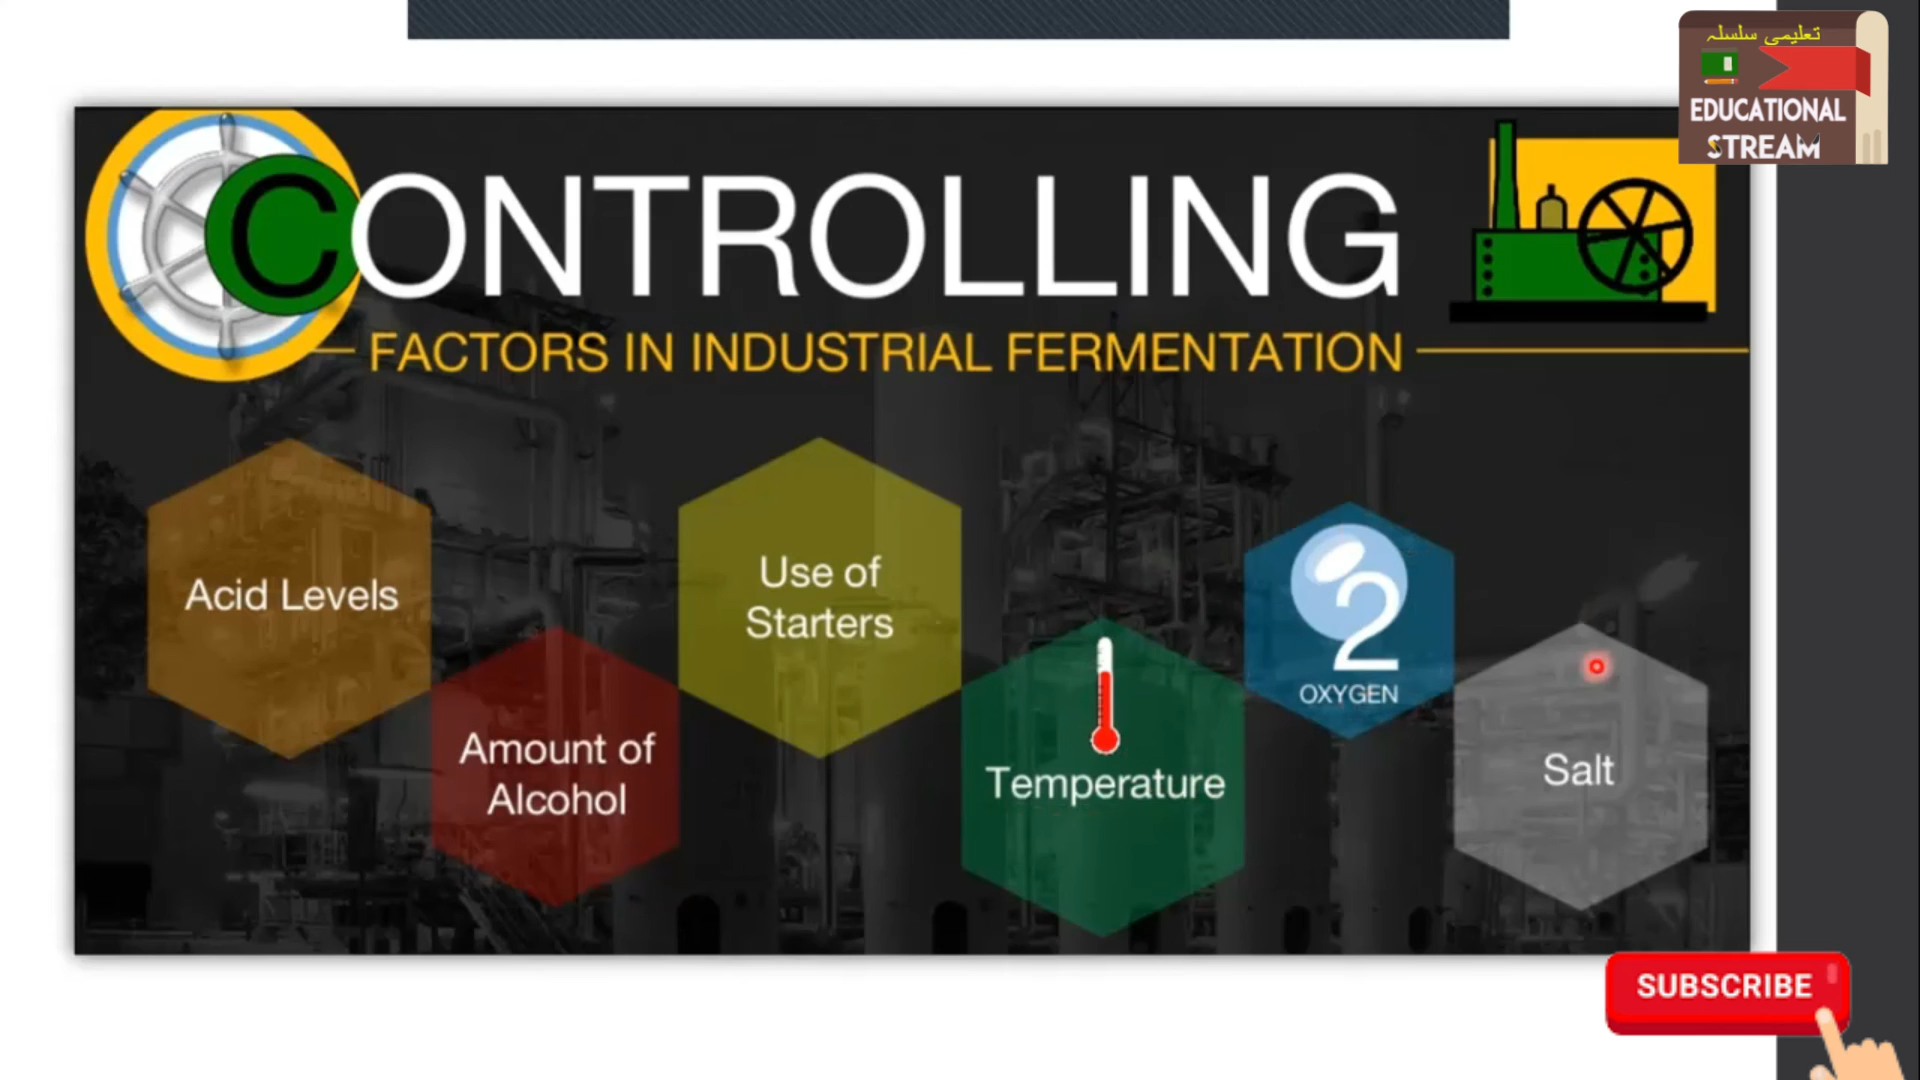 تعلیمی سلسلہ
EDUCATIONAL
STREAM
CONTROLLING
FACTORS IN INDUSTRIAL FERMENTATION
Acid Levels
Amount of
Alcohol
Use of
Starters
Temperature
2
OXYGEN
Salt
SUBSCRIBE